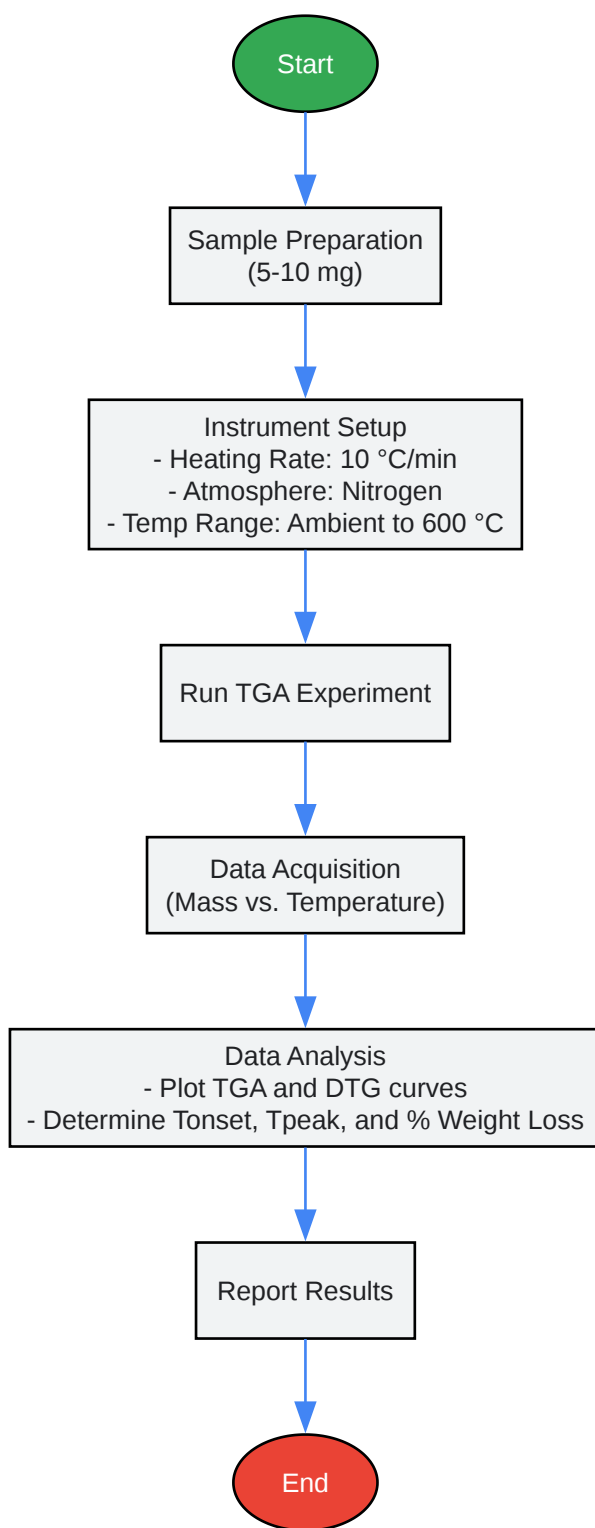 Start
Sample Preparation
(5-10 mg)
Instrument Setup
- Heating Rate: 10 °C/min
- Atmosphere: Nitrogen
- Temp Range: Ambient to 600 °C
Run TGA Experiment
Data Acquisition
(Mass vs. Temperature)
Data Analysis
- Plot TGA and DTG curves
- Determine Tonset, Tpeak, and % Weight Loss
Report Results
End